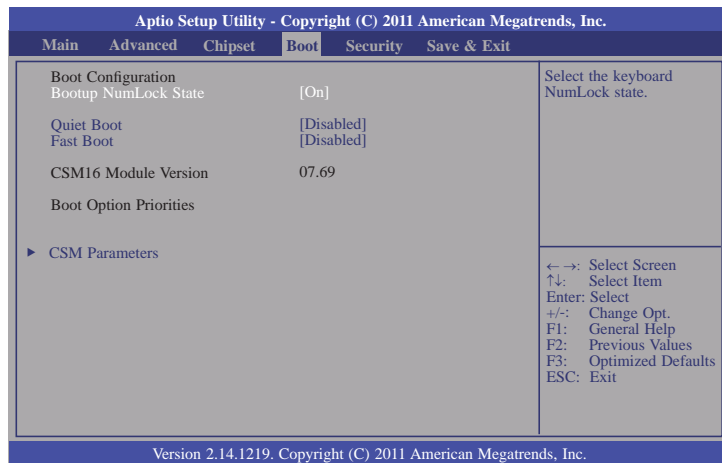 Aptio Setup Utility - Copyright (C) 2011 American Megatrends, Inc.
Main Advanced Chipset Boot Security Save & Exit
Boot Configuration
Bootup NumLock State [On]
Quiet Boot [Disabled]
Fast Boot [Disabled]
CSM16 Module Version 07.69
Boot Option Priorities
▶ CSM Parameters
Select the keyboard
NumLock state.
←→: Select Screen
↑↓: Select Item
Enter: Select
+/-: Change Opt.
F1: General Help
F2: Previous Values
F3: Optimized Defaults
ESC: Exit
Version 2.14.1219. Copyright (C) 2011 American Megatrends, Inc.